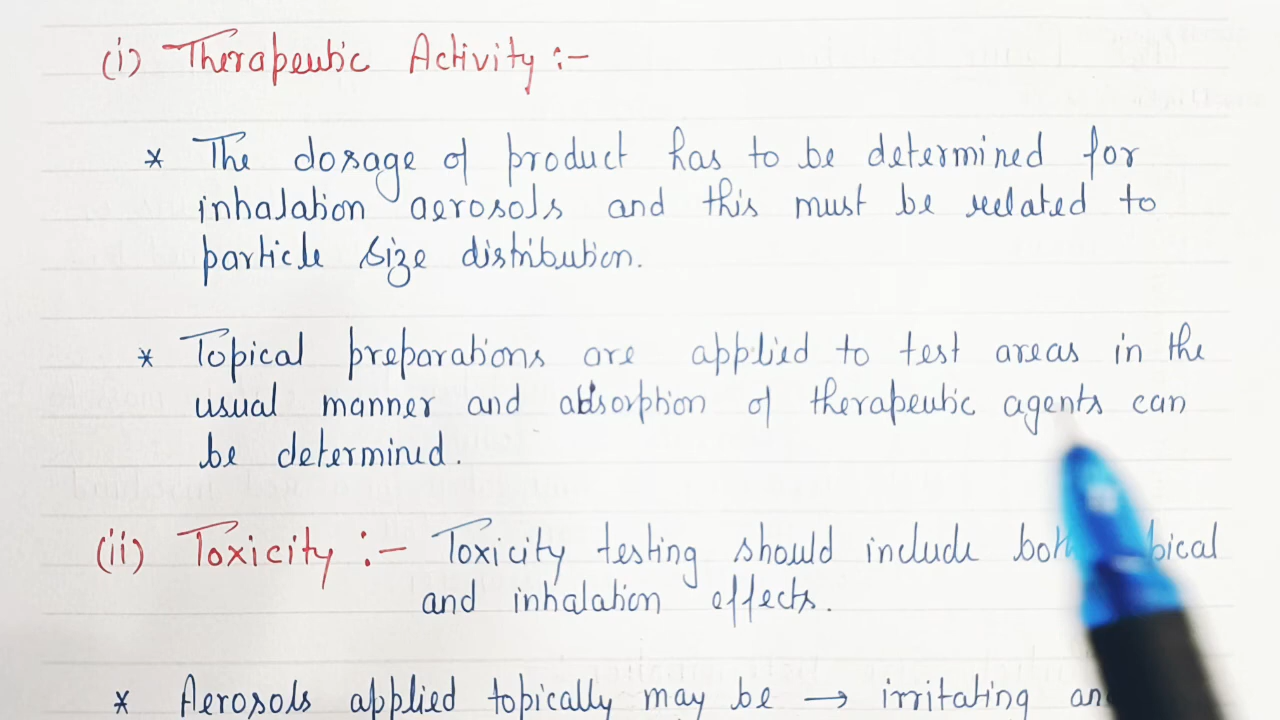 (i) Therapeutic Activity :-
* The dosage of product has to be determined for
inhalation aerosols and this must be related to
particle size distribution.
* Topical preparations are applied to test areas in the
usual manner and absorption of therapeutic agents can
be determined.
(ii) Toxicity :- Toxicity testing should include both
and inhalation effects.
* Aerosols applied topically may be → irritating